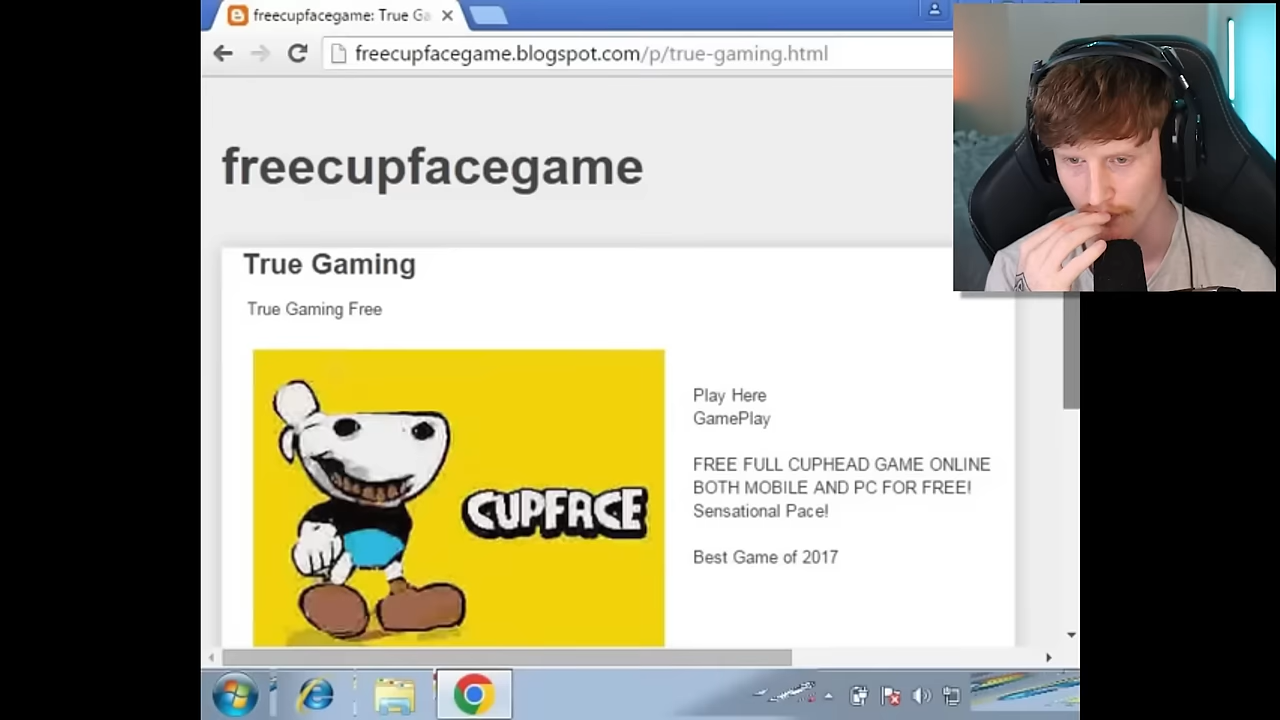 freecupfacegame: True Ga
freecupfacegame.blogspot.com/p/true-gaming.html
freecupfacegame
True Gaming
True Gaming Free
CUPFACE
Play Here
GamePlay
FREE FULL CUPHEAD GAME ONLINE
BOTH MOBILE AND PC FOR FREE!
Sensational Pace!
Best Game of 2017